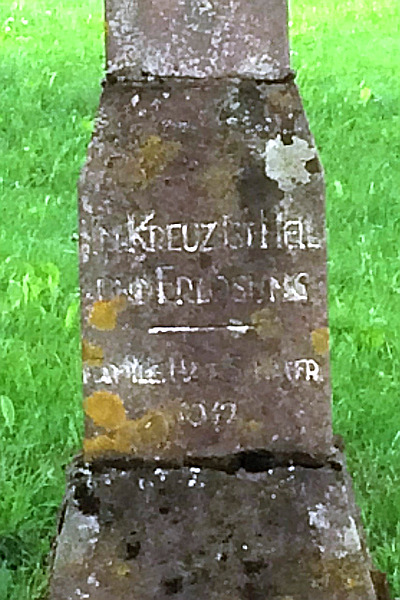 IM KREUZ IST HEIL
UND ERLÖSUNG
FAMILIE